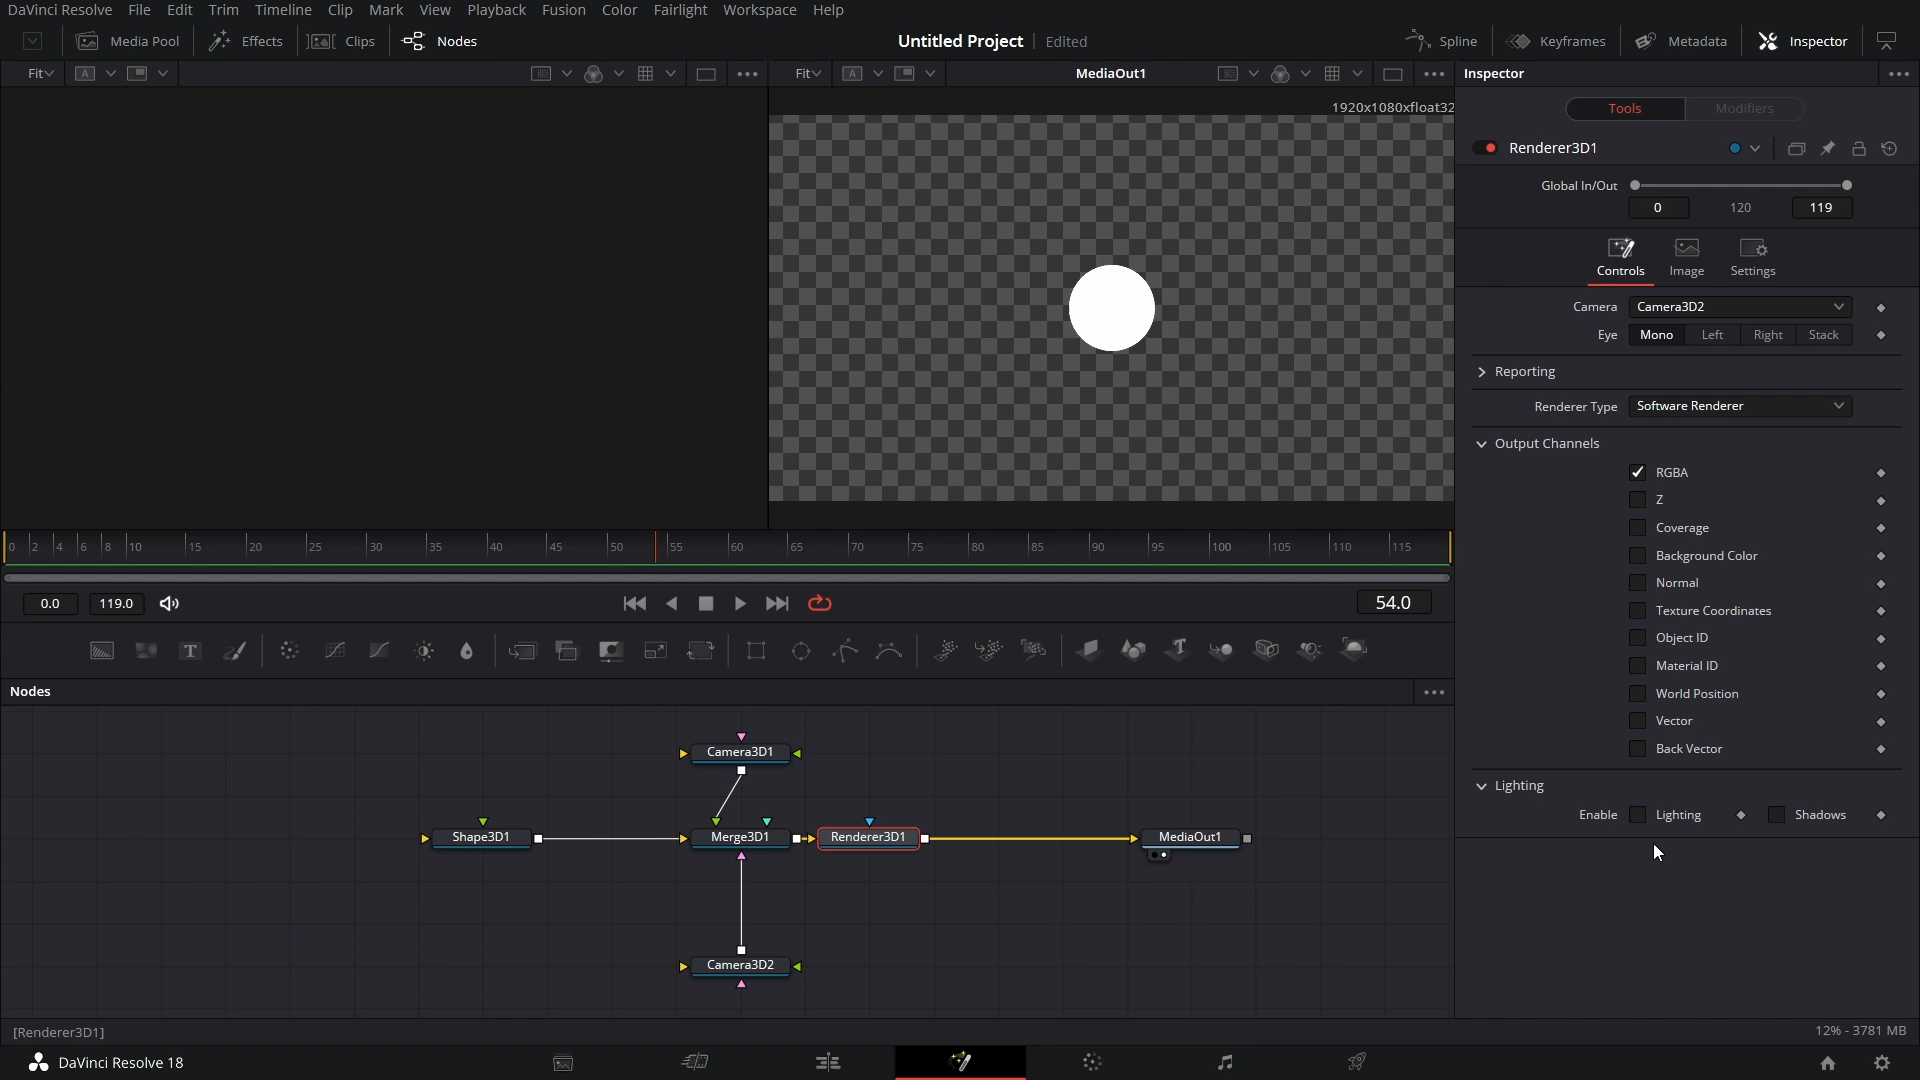 DaVinci Resolve File Edit Trim Timeline Clip Mark View Playback Fusion Color Fairlight Workspace Help
Media Pool Effects Clips Nodes Untitled Project Edited Spline Keyframes Metadata Inspector
Fit A Fit A MediaOut1 Inspector
1920x1080xfloat32
Tools Modifiers
Renderer3D1
Global In/Out
0 120 119
Controls Image Settings
Camera Camera3D2
Eye Mono Left Right Stack
Reporting
Renderer Type Software Renderer
Output Channels
RGBA
Z
Coverage
Background Color
Normal
Texture Coordinates
Object ID
Material ID
World Position
Vector
Back Vector
Lighting
Enable Lighting Shadows
0 2 4 6 8 10 15 20 25 30 35 40 45 50 55 60 65 70 75 80 85 90 95 100 105 110 115
0.0 119.0 54.0
T T
Nodes
Camera3D1
Shape3D1 Merge3D1 Renderer3D1 MediaOut1
Camera3D2
[Renderer3D1] 12% - 3781 MB
DaVinci Resolve 18